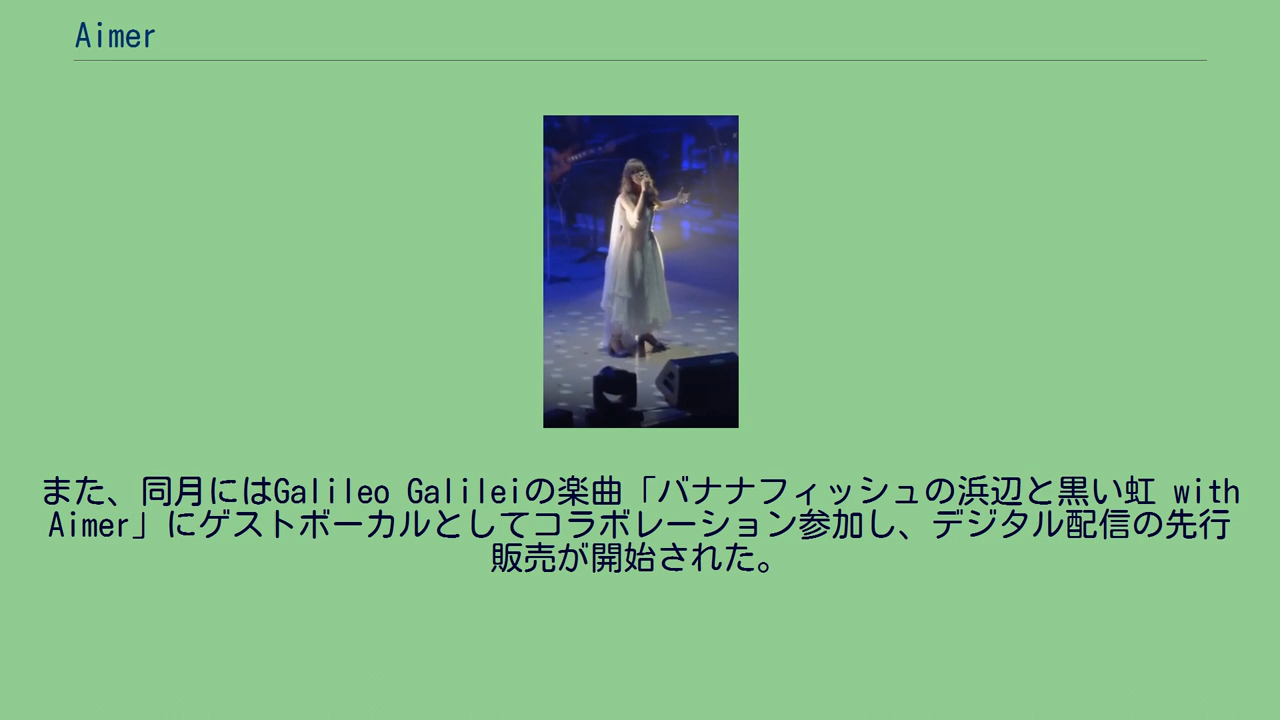 Aimer
また、同月にはGalileo Galileiの楽曲「バナナフィッシュの浜辺と黒い虹 with
Aimer」にゲストボーカルとしてコラボレーション参加し、デジタル配信の先行
販売が開始された。